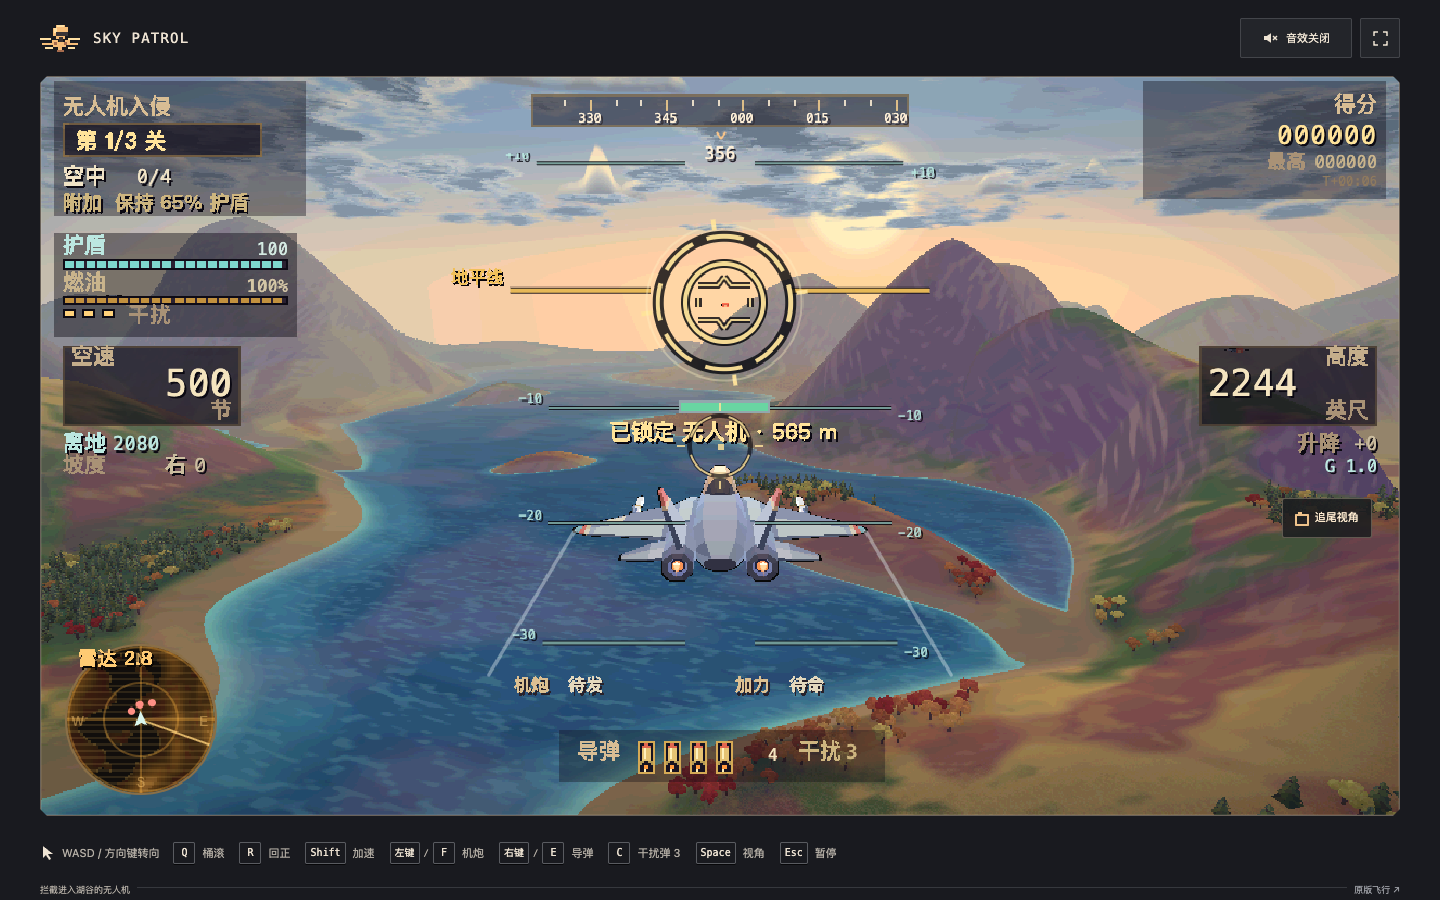 SKY PATROL
音效关闭
无人机入侵
第 1/3 关
空中 0/4
附加 保持 65% 护盾
330 345 000 015 030
356
得分
000000
最高 000000
T+00:06
+10 +10
护盾 100
燃油 100%
干扰
地平线
空速
500
节
高度
2244
英尺
-10 -10
已锁定 无人机 · 565 m
离地 2080
坡度 右 0
升降 +0
G 1.0
-20 -20
追尾视角
-30 -30
雷达 2.8
N
W E
S
机炮 待发 加力 待命
导弹 4 干扰 3
WASD / 方向键转向 Q 桶滚 R 回正 Shift 加速 左键 / F 机炮 右键 / E 导弹 C 干扰弹 3 Space 视角 Esc 暂停
拦截进入湖谷的无人机 原版飞行 ↗